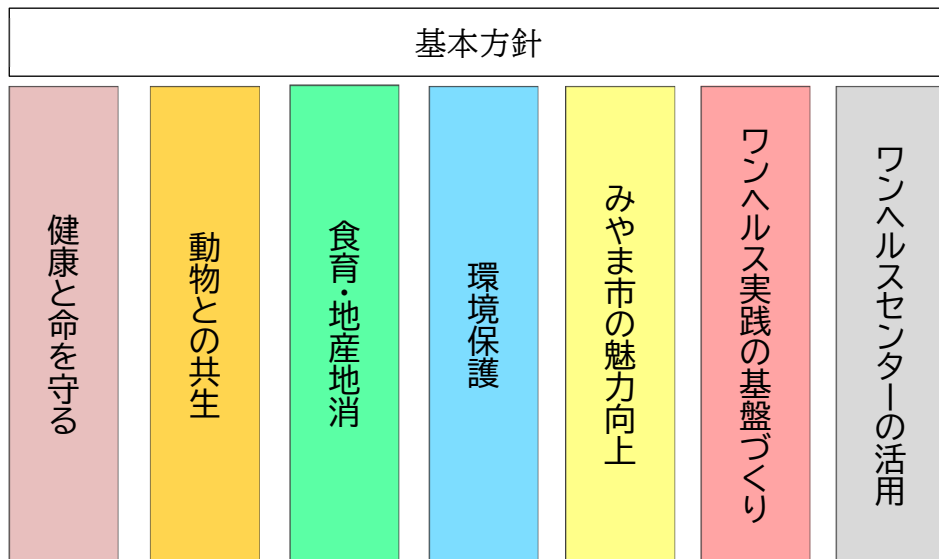 基本方針
健康と命を守る
動物との共生
食育・地産地消
環境保護
みやま市の魅力向上
ワンヘルス実践の基盤づくり
ワンヘルスセンターの活用